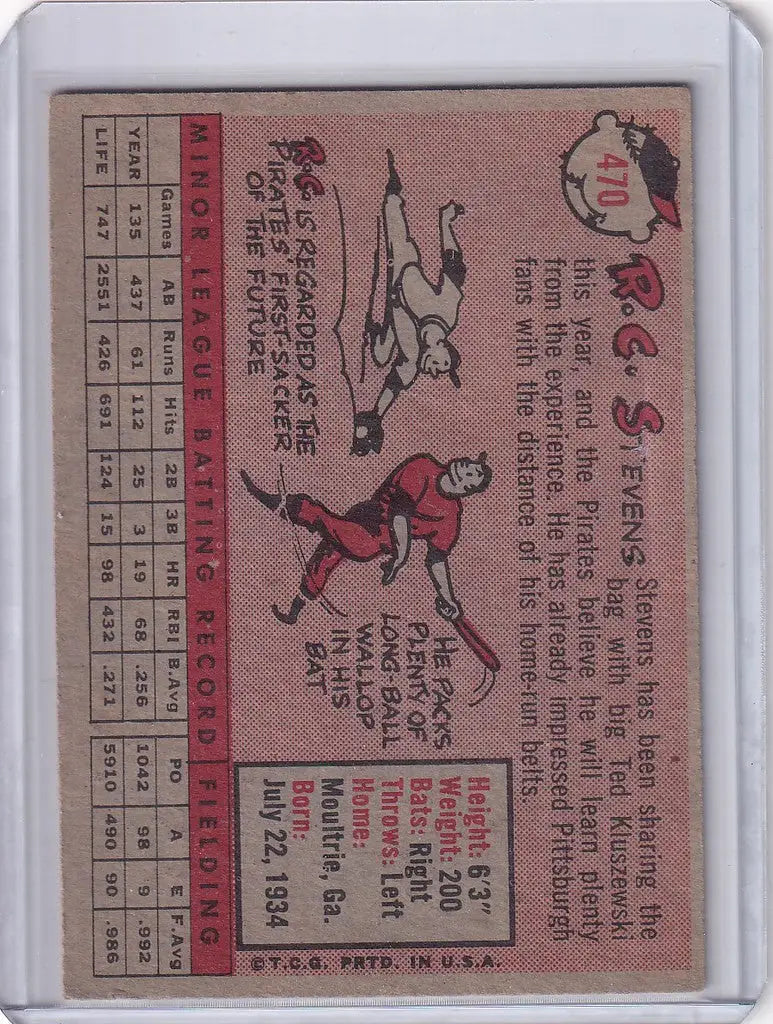 470
R.C. STEVENS
Stevens has been sharing the
bag with big Ted Kluszewski
this year, and the Pirates believe he will learn plenty
from the experience. He has already impressed Pittsburgh
fans with the distance of his home-run belts.
R.C. IS REGARDED AS THE
PIRATES' FIRST-SACKER
OF THE FUTURE
HE PACKS
PLENTY OF
LONG-BALL
WALLOP
IN HIS
BAT
Height: 6'3"
Weight: 200
Bats: Right
Throws: Left
Home:
Moultrie, Ga.
Born:
July 22, 1934
©T.C.G. PRTD. IN U.S.A.
MINOR LEAGUE BATTING RECORD FIELDING
Games AB Runs Hits 2B 3B HR RBI B.Avg PO A E F.Avg
YEAR 135 437 61 112 25 3 19 68 .256 1042 98 9 .992
LIFE 747 2551 426 691 124 15 98 432 .271 5910 490 90 .986